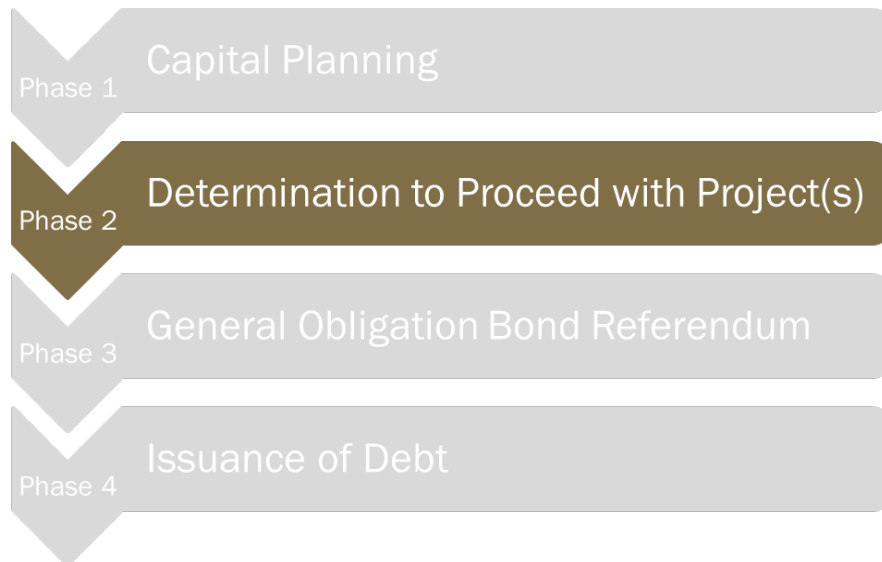 Phase 1
Capital Planning
Phase 2
Determination to Proceed with Project(s)
Phase 3
General Obligation Bond Referendum
Phase 4
Issuance of Debt